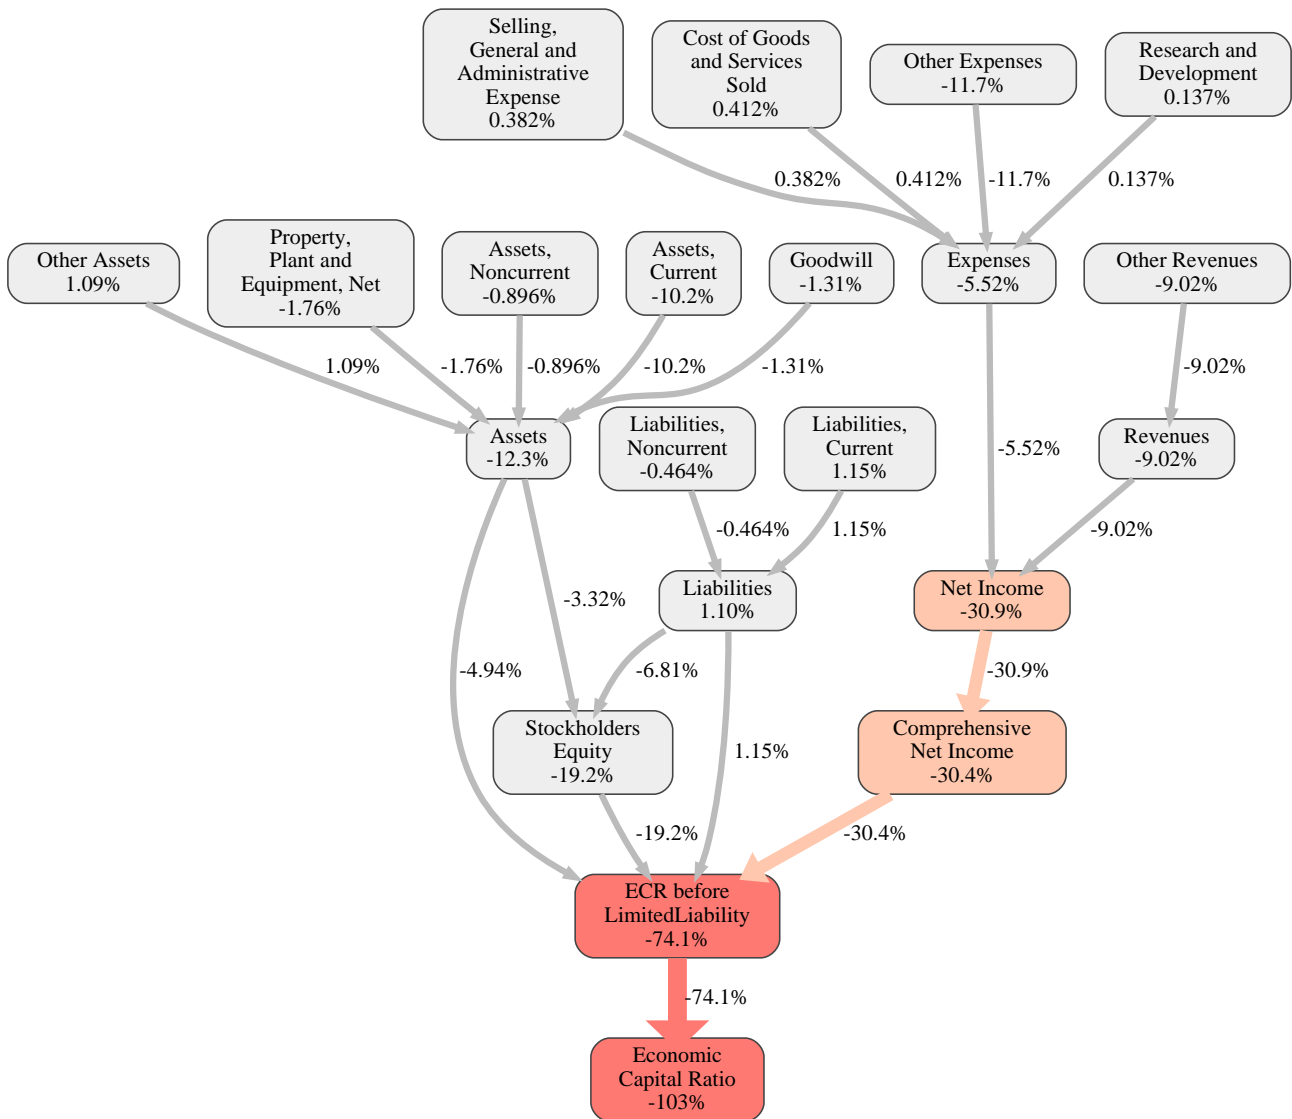 Selling,
General and
Administrative
Expense
0.382%
Cost of Goods
and Services
Sold
0.412%
Other Expenses
-11.7%
Research and
Development
0.137%
0.382%
0.412%
-11.7%
0.137%
Other Assets
1.09%
Property,
Plant and
Equipment, Net
-1.76%
Assets,
Noncurrent
-0.896%
Assets,
Current
-10.2%
Goodwill
-1.31%
Expenses
-5.52%
Other Revenues
-9.02%
1.09%
-1.76%
-0.896%
-10.2%
-1.31%
-9.02%
Assets
-12.3%
Liabilities,
Noncurrent
-0.464%
Liabilities,
Current
1.15%
-5.52%
Revenues
-9.02%
-0.464%
1.15%
-9.02%
-3.32%
Liabilities
1.10%
Net Income
-30.9%
-4.94%
-6.81%
-30.9%
Stockholders
Equity
-19.2%
1.15%
Comprehensive
Net Income
-30.4%
-19.2%
-30.4%
ECR before
LimitedLiability
-74.1%
-74.1%
Economic
Capital Ratio
-103%